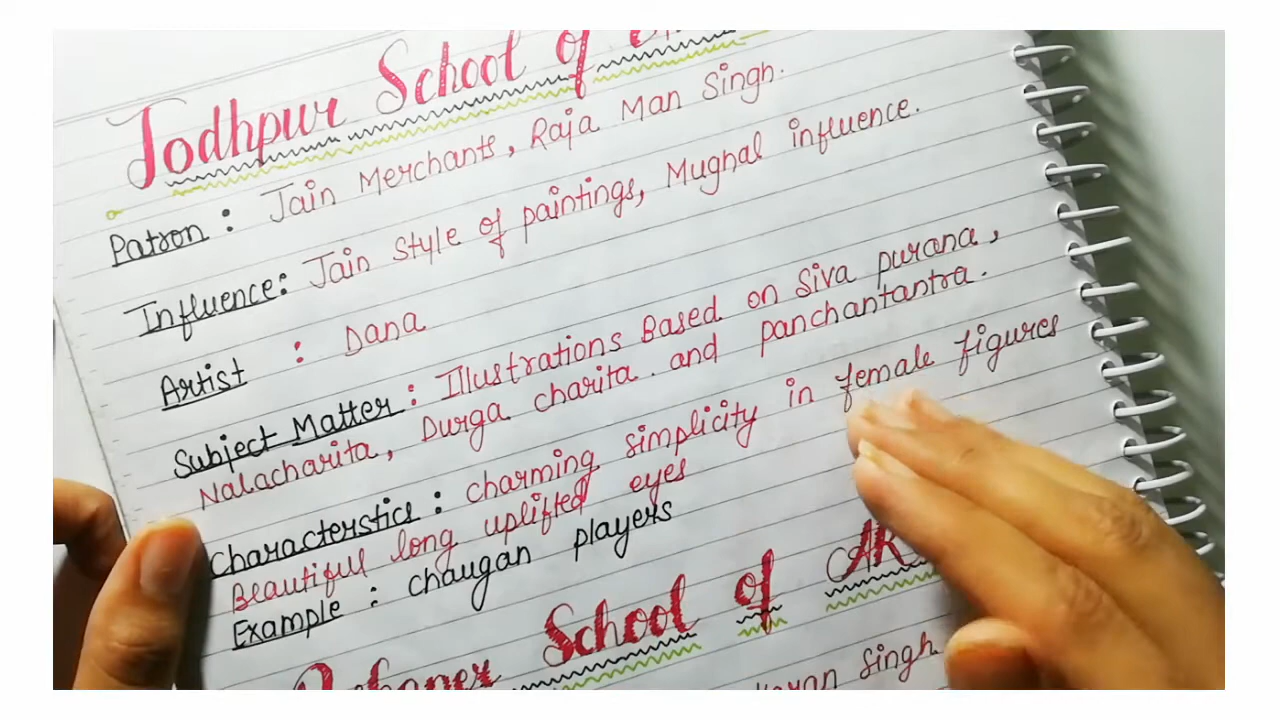 Jodhpur School of
Patron : Jain Merchants, Raja Man Singh.
Influence: Jain Style of paintings, Mughal influence.
Artist : Dana
Subject Matter : Illustrations Based on Siva purana,
Nalacharita, Durga charita. and panchantantra.
Characterstics : charming simplicity in female figures
Beautiful long uplifted eyes
Example : chaugan players
School of
Singh